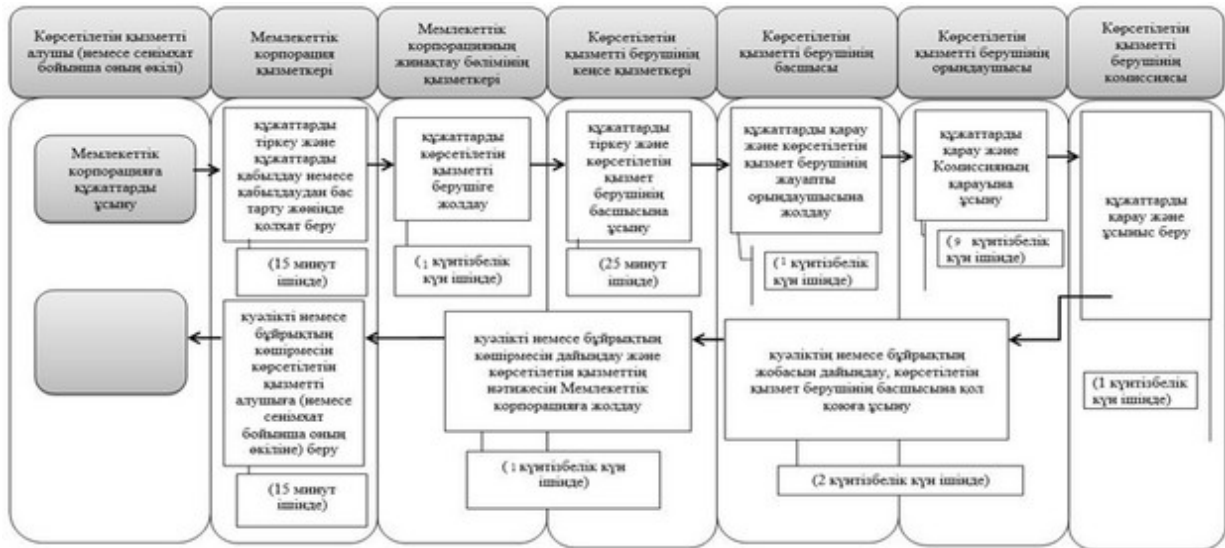 Көрсетілетін қызметті
алушы (немесе сенімхат
бойынша оның өкілі)
Мемлекеттік
корпорация
қызметкері
Мемлекеттік
корпорацияның
жинақтау бөлімінің
қызметкері
Көрсетілетін
қызметті берушінің
кеңсе қызметкері
Көрсетілетін
қызметті берушінің
басшысы
Көрсетілетін
қызметті берушінің
орындаушысы
Көрсетілетін
қызметті
берушінің
комиссиясы
Мемлекеттік
корпорацияға
құжаттарды
ұсыну
құжаттарды
тіркеу және
құжаттарды
қабылдау немесе
қабылдаудан бас
тарту жөнінде
қолхат беру
(15 минут
ішінде)
құжаттарды
көрсетілетін
қызметті
берушіге
жолдау
(1 күнтізбелік
күн ішінде)
құжаттарды
тіркеу және
көрсетілетін
қызмет
берушінің
басшысына
ұсыну
(25 минут
ішінде)
құжаттарды қарау
және көрсетілетін
қызмет берушінің
жауапты
орындаушысына
жолдау
(1 күнтізбелік
күн ішінде)
құжаттарды
қарау және
Комиссияның
қарауына
ұсыну
(9 күнтізбелік
күн ішінде)
құжаттарды
қарау және
ұсыныс беру
(1 күнтізбелік
күн ішінде)
куәліктің немесе бұйрықтың
жобасын дайындау, көрсетілетін
қызмет берушінің басшысына қол
қоюға ұсыну
(2 күнтізбелік күн ішінде)
куәлікті немесе бұйрықтың
көшірмесін дайындау және
көрсетілетін қызметтің
нәтижесін Мемлекеттік
корпорацияға жолдау
(1 күнтізбелік күн
ішінде)
куәлікті немесе
бұйрықтың
көшірмесін
көрсетілетін
қызметті
алушыға (немесе
сенімхат
бойынша оның
өкіліне) беру
(15 минут
ішінде)